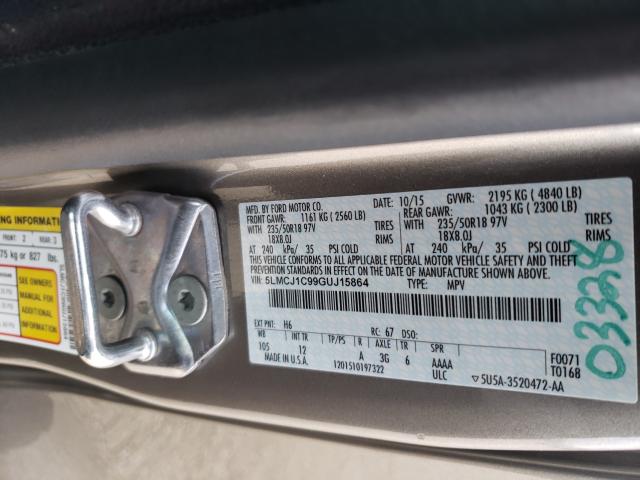 MFD. BY FORD MOTOR CO.
10/15 GVWR: 2195 KG ( 4840 LB)
FRONT GAWR: 1161 KG ( 2560 LB)
REAR GAWR: 1043 KG ( 2300 LB)
WITH 235/50R18 97V TIRES
18X8.0J RIMS
AT 240 kPa/ 35 PSI COLD
WITH 235/50R18 97V TIRES
18X8.0J RIMS
AT 240 kPa/ 35 PSI COLD
THIS VEHICLE CONFORMS TO ALL APPLICABLE FEDERAL MOTOR VEHICLE SAFETY AND THEFT PREVENTION STANDARDS IN EFFECT ON THE DATE OF MANUFACTURE SHOWN ABOVE.
VIN: 5LMCJ1C99GUJ15864
TYPE: MPV
EXT PNT: H6 RC: 67 DSO:
WB INT TR TP/PS R AXLE TR SPR
105 12 A 3G 6 AAAA
ULC
MADE IN U.S.A. 1201510197322
F0071
T0168
▽5U5A-3520472-AA
033228
ING INFORMATION
FRONT: 2 REAR: 3
75 kg or 827 lbs.
SEE OWNERS